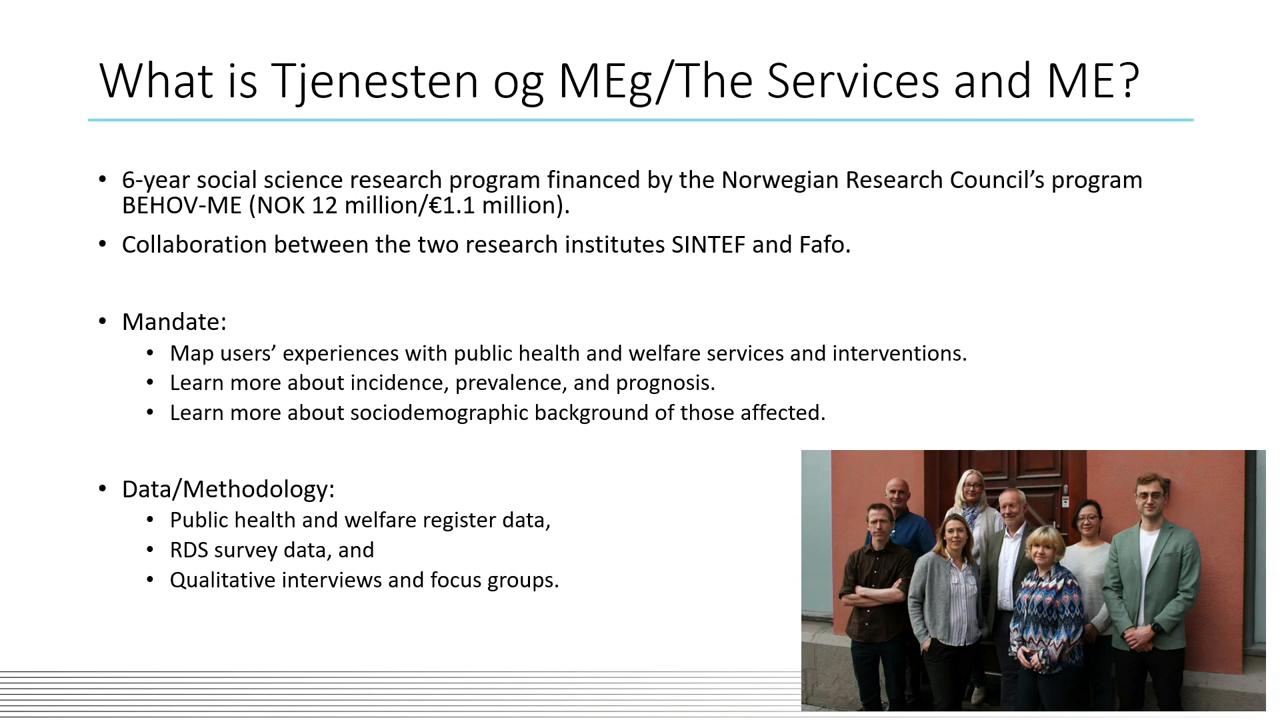 What is Tjenesten og MEg/The Services and ME?
• 6-year social science research program financed by the Norwegian Research Council’s program
BEHOV-ME (NOK 12 million/€1.1 million).
• Collaboration between the two research institutes SINTEF and Fafo.
• Mandate:
• Map users’ experiences with public health and welfare services and interventions.
• Learn more about incidence, prevalence, and prognosis.
• Learn more about sociodemographic background of those affected.
• Data/Methodology:
• Public health and welfare register data,
• RDS survey data, and
• Qualitative interviews and focus groups.